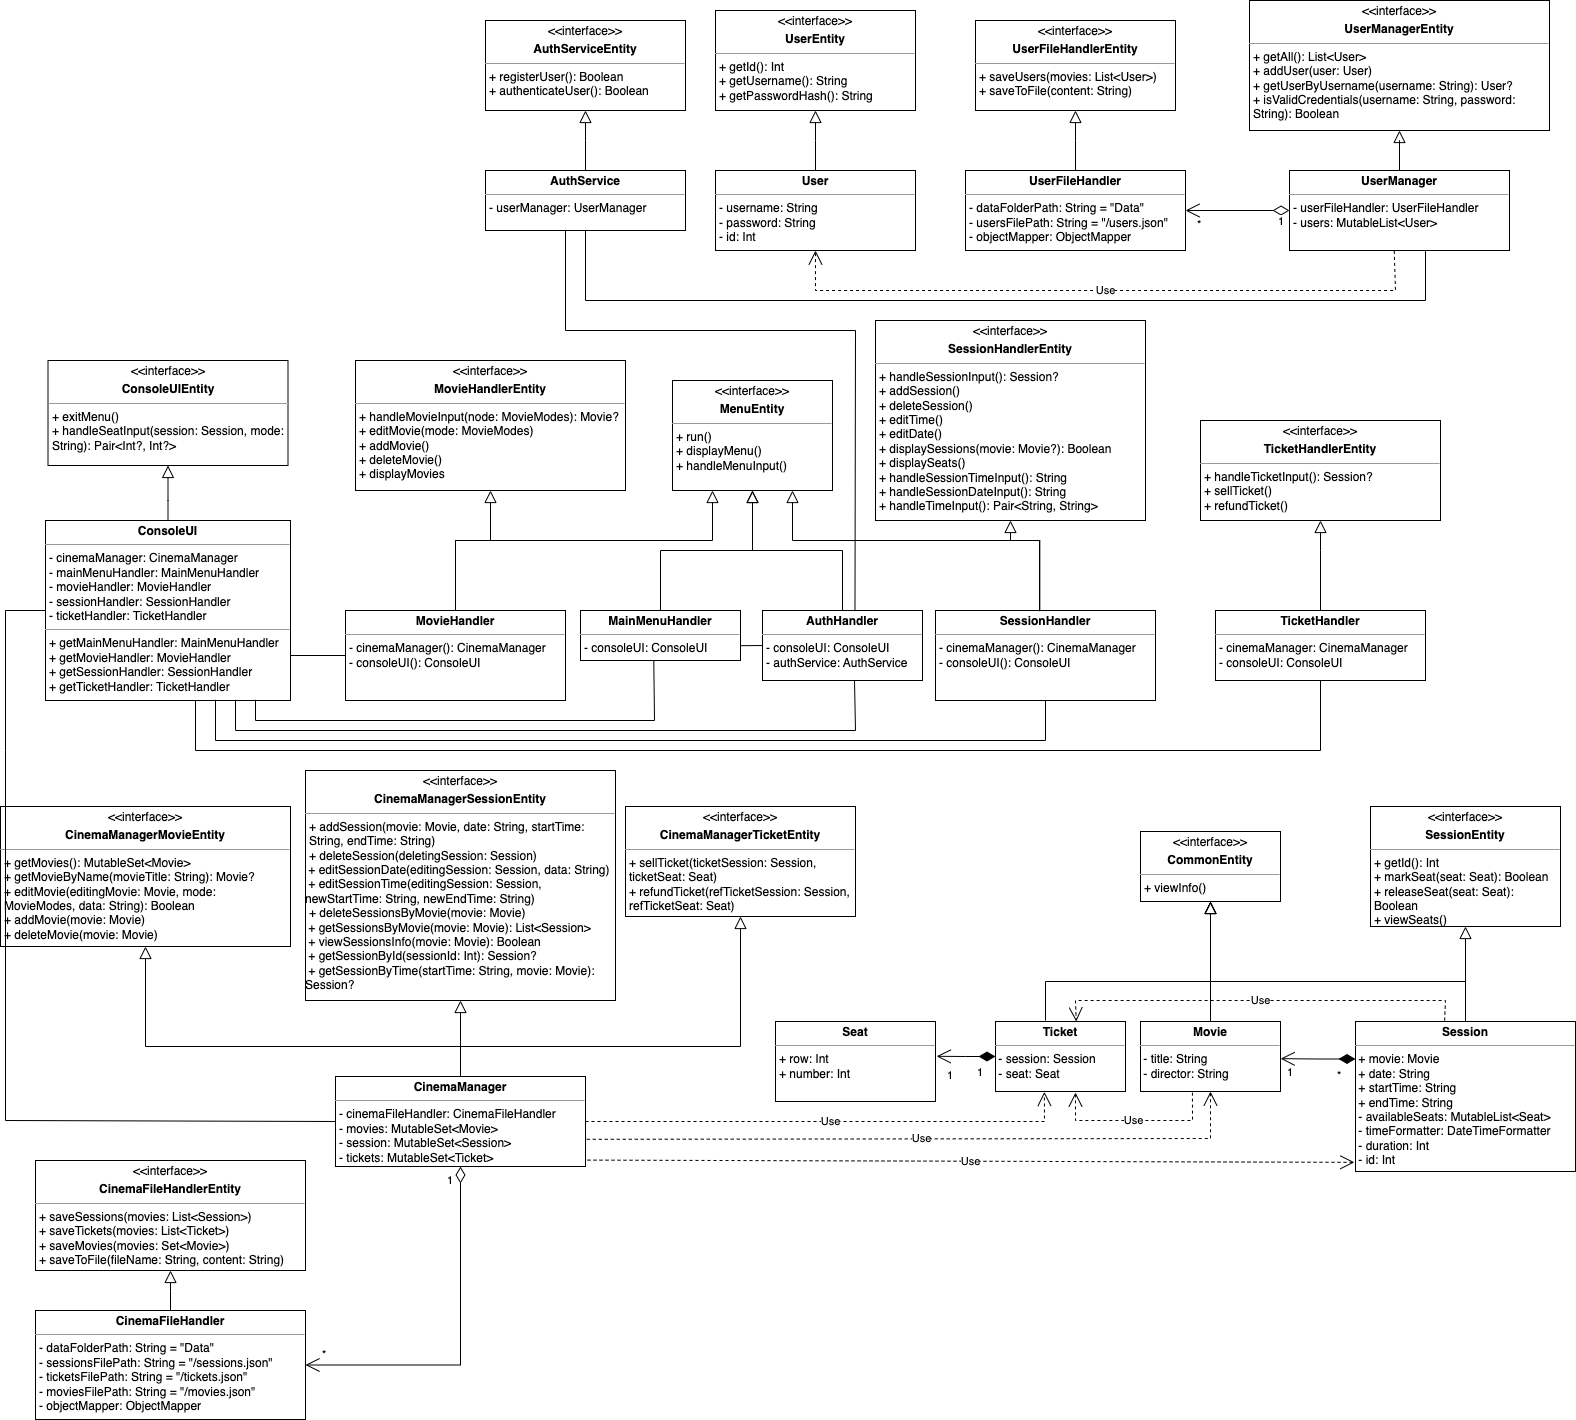 <<interface>>
AuthServiceEntity
+ registerUser(): Boolean
+ authenticateUser(): Boolean
<<interface>>
UserEntity
+ getId(): Int
+ getUsername(): String
+ getPasswordHash(): String
<<interface>>
UserFileHandlerEntity
+ saveUsers(movies: List<User>)
+ saveToFile(content: String)
<<interface>>
UserManagerEntity
+ getAll(): List<User>
+ addUser(user: User)
+ getUserByUsername(username: String): User?
+ isValidCredentials(username: String, password:
String): Boolean
AuthService
- userManager: UserManager
User
- username: String
- password: String
- id: Int
UserFileHandler
- dataFolderPath: String = "Data"
- usersFilePath: String = "/users.json"
- objectMapper: ObjectMapper
*
1
UserManager
- userFileHandler: UserFileHandler
- users: MutableList<User>
Use
<<interface>>
ConsoleUIEntity
+ exitMenu()
+ handleSeatInput(session: Session, mode:
String): Pair<Int?, Int?>
<<interface>>
MovieHandlerEntity
+ handleMovieInput(node: MovieModes): Movie?
+ editMovie(mode: MovieModes)
+ addMovie()
+ deleteMovie()
+ displayMovies
<<interface>>
MenuEntity
+ run()
+ displayMenu()
+ handleMenuInput()
<<interface>>
SessionHandlerEntity
+ handleSessionInput(): Session?
+ addSession()
+ deleteSession()
+ editTime()
+ editDate()
+ displaySessions(movie: Movie?): Boolean
+ displaySeats()
+ handleSessionTimeInput(): String
+ handleSessionDateInput(): String
+ handleTimeInput(): Pair<String, String>
<<interface>>
TicketHandlerEntity
+ handleTicketInput(): Session?
+ sellTicket()
+ refundTicket()
ConsoleUI
- cinemaManager: CinemaManager
- mainMenuHandler: MainMenuHandler
- movieHandler: MovieHandler
- sessionHandler: SessionHandler
- ticketHandler: TicketHandler
+ getMainMenuHandler: MainMenuHandler
+ getMovieHandler: MovieHandler
+ getSessionHandler: SessionHandler
+ getTicketHandler: TicketHandler
MovieHandler
- cinemaManager(): CinemaManager
- consoleUI(): ConsoleUI
MainMenuHandler
- consoleUI: ConsoleUI
AuthHandler
- consoleUI: ConsoleUI
- authService: AuthService
SessionHandler
- cinemaManager(): CinemaManager
- consoleUI(): ConsoleUI
TicketHandler
- cinemaManager: CinemaManager
- consoleUI: ConsoleUI
<<interface>>
CinemaManagerMovieEntity
+ getMovies(): MutableSet<Movie>
+ getMovieByName(movieTitle: String): Movie?
+ editMovie(editingMovie: Movie, mode:
MovieModes, data: String): Boolean
+ addMovie(movie: Movie)
+ deleteMovie(movie: Movie)
<<interface>>
CinemaManagerSessionEntity
+ addSession(movie: Movie, date: String, startTime:
String, endTime: String)
+ deleteSession(deletingSession: Session)
+ editSessionDate(editingSession: Session, data: String)
+ editSessionTime(editingSession: Session,
newStartTime: String, newEndTime: String)
+ deleteSessionsByMovie(movie: Movie)
+ getSessionsByMovie(movie: Movie): List<Session>
+ viewSessionsInfo(movie: Movie): Boolean
+ getSessionById(sessionId: Int): Session?
+ getSessionByTime(startTime: String, movie: Movie):
Session?
<<interface>>
CinemaManagerTicketEntity
+ sellTicket(ticketSession: Session,
ticketSeat: Seat)
+ refundTicket(refTicketSession: Session,
refTicketSeat: Seat)
<<interface>>
CommonEntity
+ viewInfo()
<<interface>>
SessionEntity
+ getId(): Int
+ markSeat(seat: Seat): Boolean
+ releaseSeat(seat: Seat):
Boolean
+ viewSeats()
Use
Seat
+ row: Int
+ number: Int
1
1
Ticket
- session: Session
- seat: Seat
Movie
- title: String
- director: String
1
*
Session
+ movie: Movie
+ date: String
+ startTime: String
+ endTime: String
- availableSeats: MutableList<Seat>
- timeFormatter: DateTimeFormatter
- duration: Int
- id: Int
CinemaManager
- cinemaFileHandler: CinemaFileHandler
- movies: MutableSet<Movie>
- session: MutableSet<Session>
- tickets: MutableSet<Ticket>
Use
Use
Use
Use
1
<<interface>>
CinemaFileHandlerEntity
+ saveSessions(movies: List<Session>)
+ saveTickets(movies: List<Ticket>)
+ saveMovies(movies: Set<Movie>)
+ saveToFile(fileName: String, content: String)
CinemaFileHandler
- dataFolderPath: String = "Data"
- sessionsFilePath: String = "/sessions.json"
- ticketsFilePath: String = "/tickets.json"
- moviesFilePath: String = "/movies.json"
- objectMapper: ObjectMapper
*